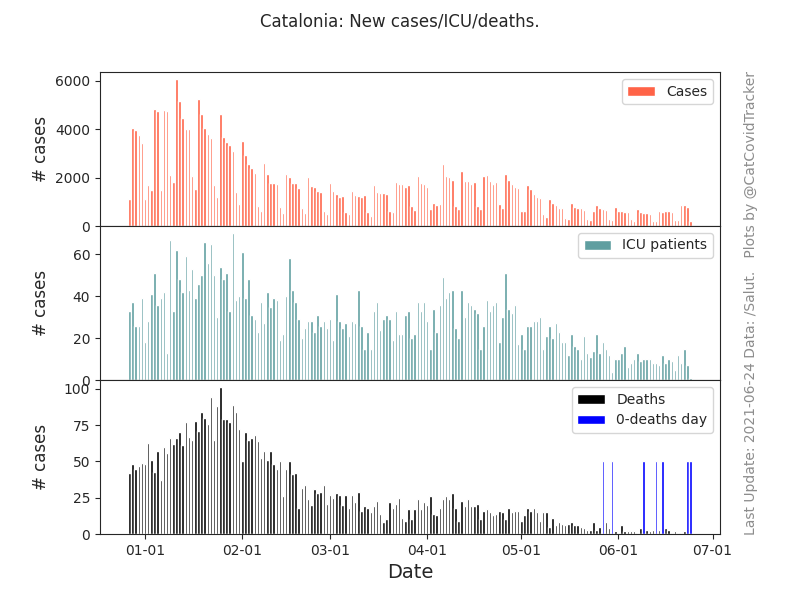 Catalonia: New cases/ICU/deaths.
6000
4000
2000
0
# cases
Cases
60
40
20
0
# cases
ICU patients
100
75
50
25
0
# cases
Deaths
0-deaths day
01-01 02-01 03-01 04-01 05-01 06-01 07-01
Date
Last Update: 2021-06-24 Data: /Salut. Plots by @CatCovidTracker